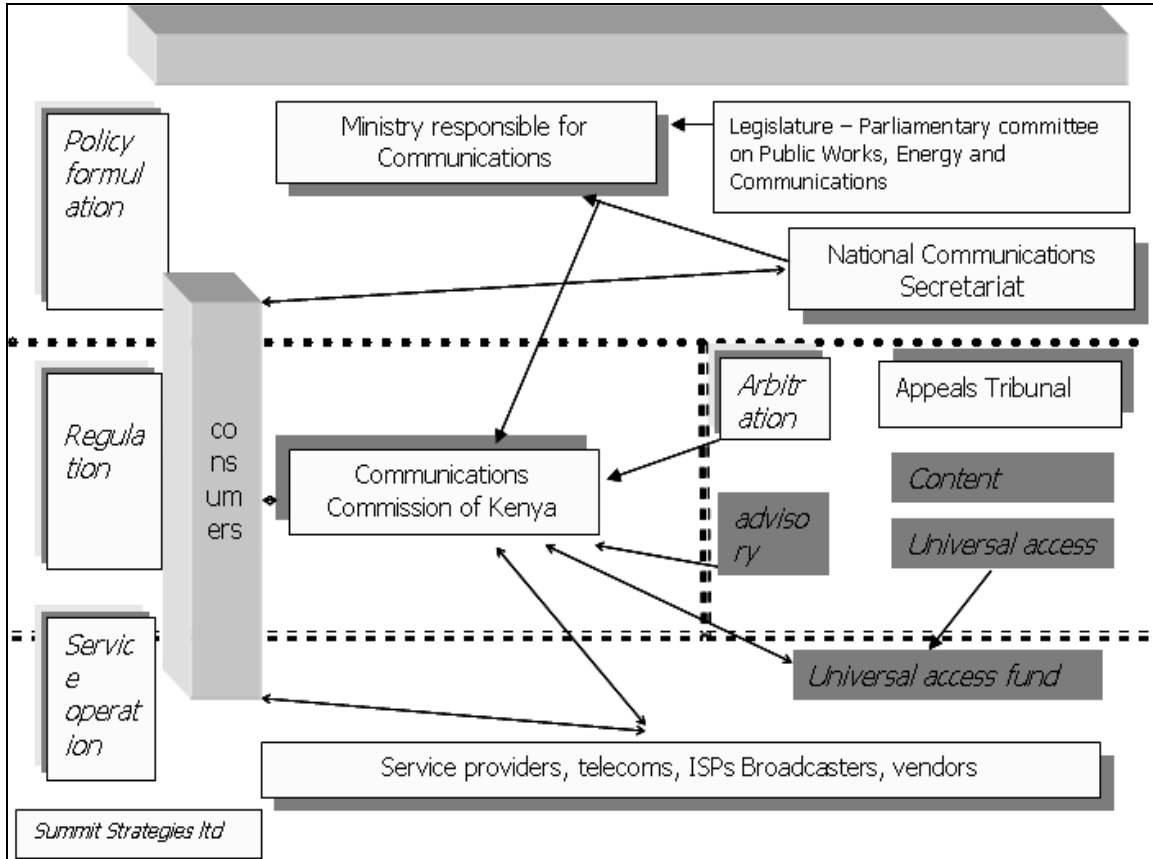 Policy
formul
ation
Ministry responsible for
Communications
Legislature – Parliamentary committee
on Public Works, Energy and
Communications
National Communications
Secretariat
Regula
tion
co
ns
um
ers
Communications
Commission of Kenya
Arbitr
ation
Appeals Tribunal
adviso
ry
Content
Universal access
Servic
e
operat
ion
Universal access fund
Service providers, telecoms, ISPs Broadcasters, vendors
Summit Strategies ltd